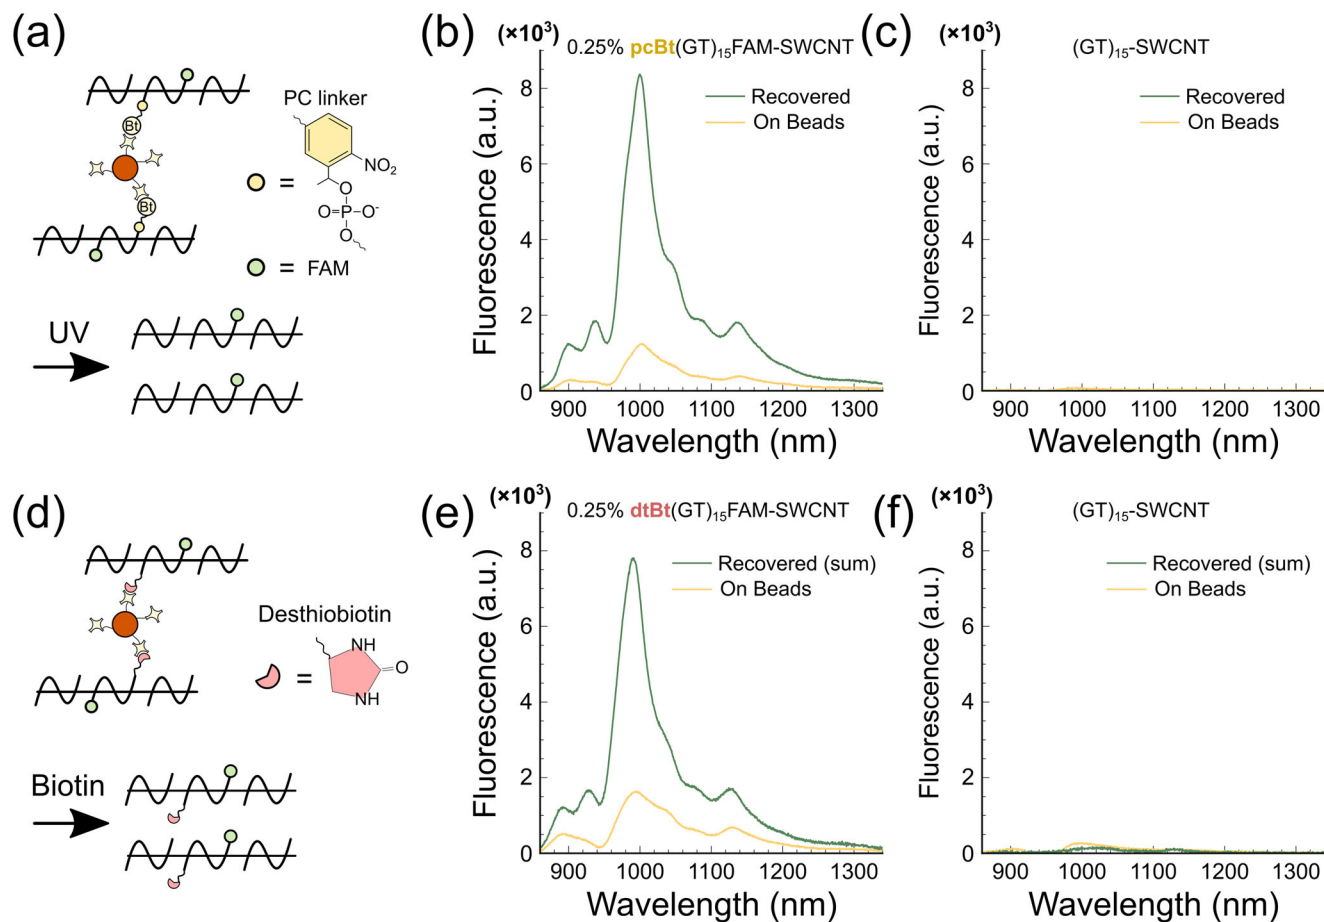 (a)
Bt
Bt
PC linker
=
NO₂
O
O=P-O⁻
O
= FAM
UV
(b)
(×10³)
0.25% pcBt(GT)₁₅FAM-SWCNT
Recovered
On Beads
Fluorescence (a.u.)
8
6
4
2
0
900 1000 1100 1200 1300
Wavelength (nm)
(c)
(×10³)
(GT)₁₅-SWCNT
Recovered
On Beads
Fluorescence (a.u.)
8
6
4
2
0
900 1000 1100 1200 1300
Wavelength (nm)
(d)
Desthiobiotin
=
NH
O
NH
Biotin
(e)
(×10³)
0.25% dtBt(GT)₁₅FAM-SWCNT
Recovered (sum)
On Beads
Fluorescence (a.u.)
8
6
4
2
0
900 1000 1100 1200 1300
Wavelength (nm)
(f)
(×10³)
(GT)₁₅-SWCNT
Recovered (sum)
On Beads
Fluorescence (a.u.)
8
6
4
2
0
900 1000 1100 1200 1300
Wavelength (nm)